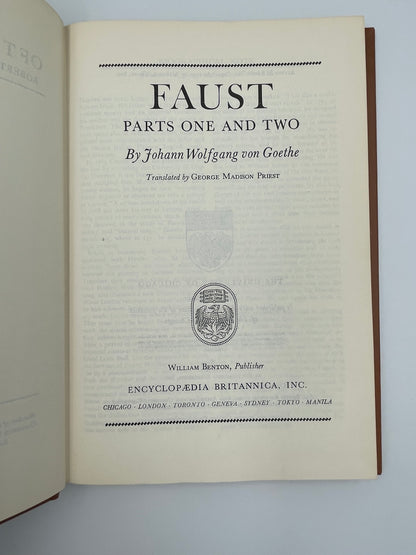 FAUST
PARTS ONE AND TWO
By Johann Wolfgang von Goethe
Translated by GEORGE MADISON PRIEST
WILLIAM BENTON, Publisher
ENCYCLOPÆDIA BRITANNICA, INC.
CHICAGO · LONDON · TORONTO · GENEVA · SYDNEY · TOKYO · MANILA